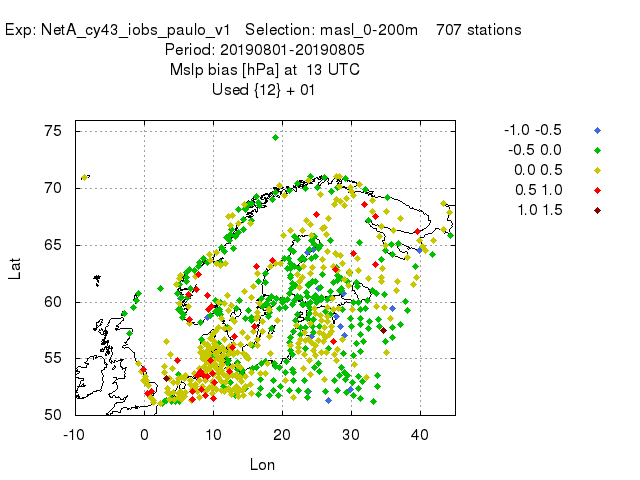 Exp: NetA_cy43_iobs_paulo_v1 Selection: masl_0-200m 707 stations
Period: 20190801-20190805
Mslp bias [hPa] at 13 UTC
Used {12} + 01
-1.0 -0.5
-0.5 0.0
0.0 0.5
0.5 1.0
1.0 1.5
75
70
65
60
55
50
Lat
-10 0 10 20 30 40
Lon